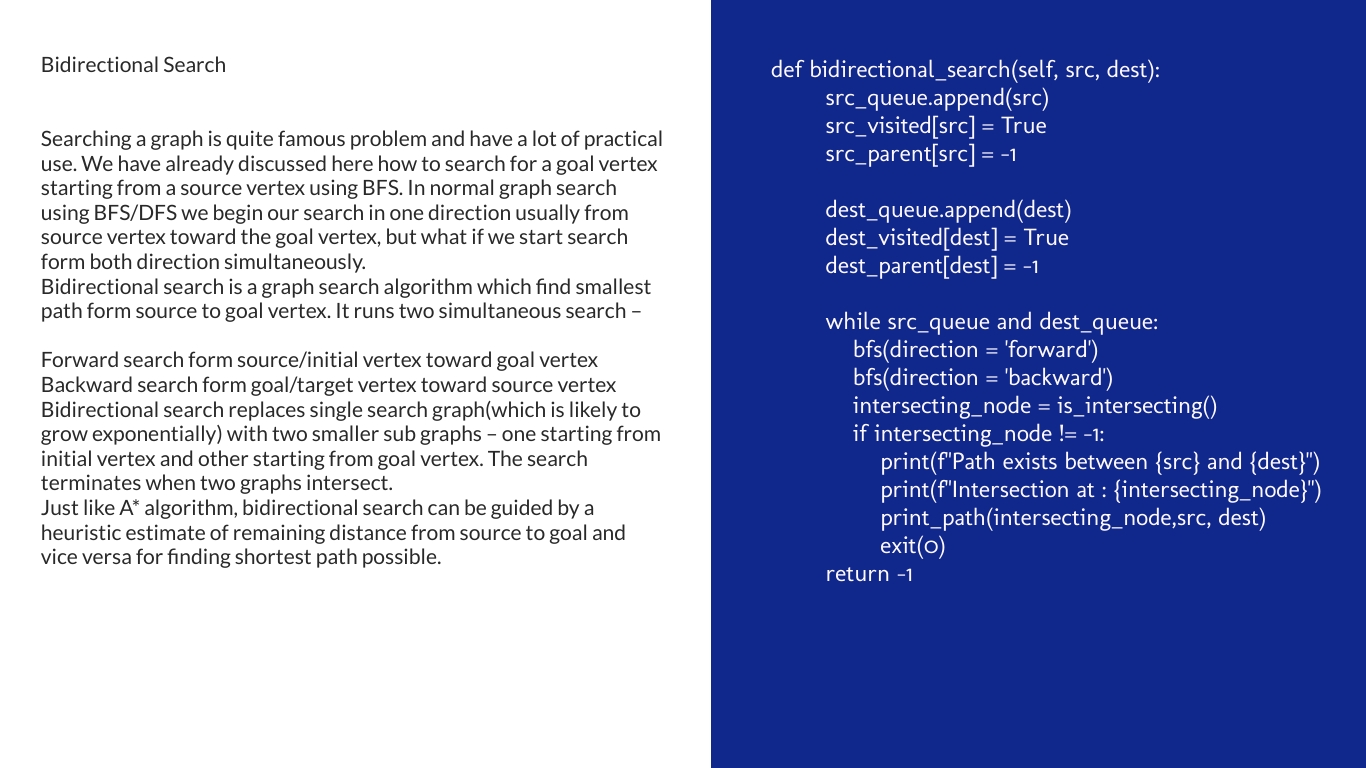 Bidirectional Search
Searching a graph is quite famous problem and have a lot of practical
use. We have already discussed here how to search for a goal vertex
starting from a source vertex using BFS. In normal graph search
using BFS/DFS we begin our search in one direction usually from
source vertex toward the goal vertex, but what if we start search
form both direction simultaneously.
Bidirectional search is a graph search algorithm which find smallest
path form source to goal vertex. It runs two simultaneous search –
Forward search form source/initial vertex toward goal vertex
Backward search form goal/target vertex toward source vertex
Bidirectional search replaces single search graph(which is likely to
grow exponentially) with two smaller sub graphs – one starting from
initial vertex and other starting from goal vertex. The search
terminates when two graphs intersect.
Just like A* algorithm, bidirectional search can be guided by a
heuristic estimate of remaining distance from source to goal and
vice versa for finding shortest path possible.
def bidirectional_search(self, src, dest):
src_queue.append(src)
src_visited[src] = True
src_parent[src] = -1
dest_queue.append(dest)
dest_visited[dest] = True
dest_parent[dest] = -1
while src_queue and dest_queue:
bfs(direction = 'forward')
bfs(direction = 'backward')
intersecting_node = is_intersecting()
if intersecting_node != -1:
print(f"Path exists between {src} and {dest}")
print(f"Intersection at : {intersecting_node}")
print_path(intersecting_node,src, dest)
exit(0)
return -1